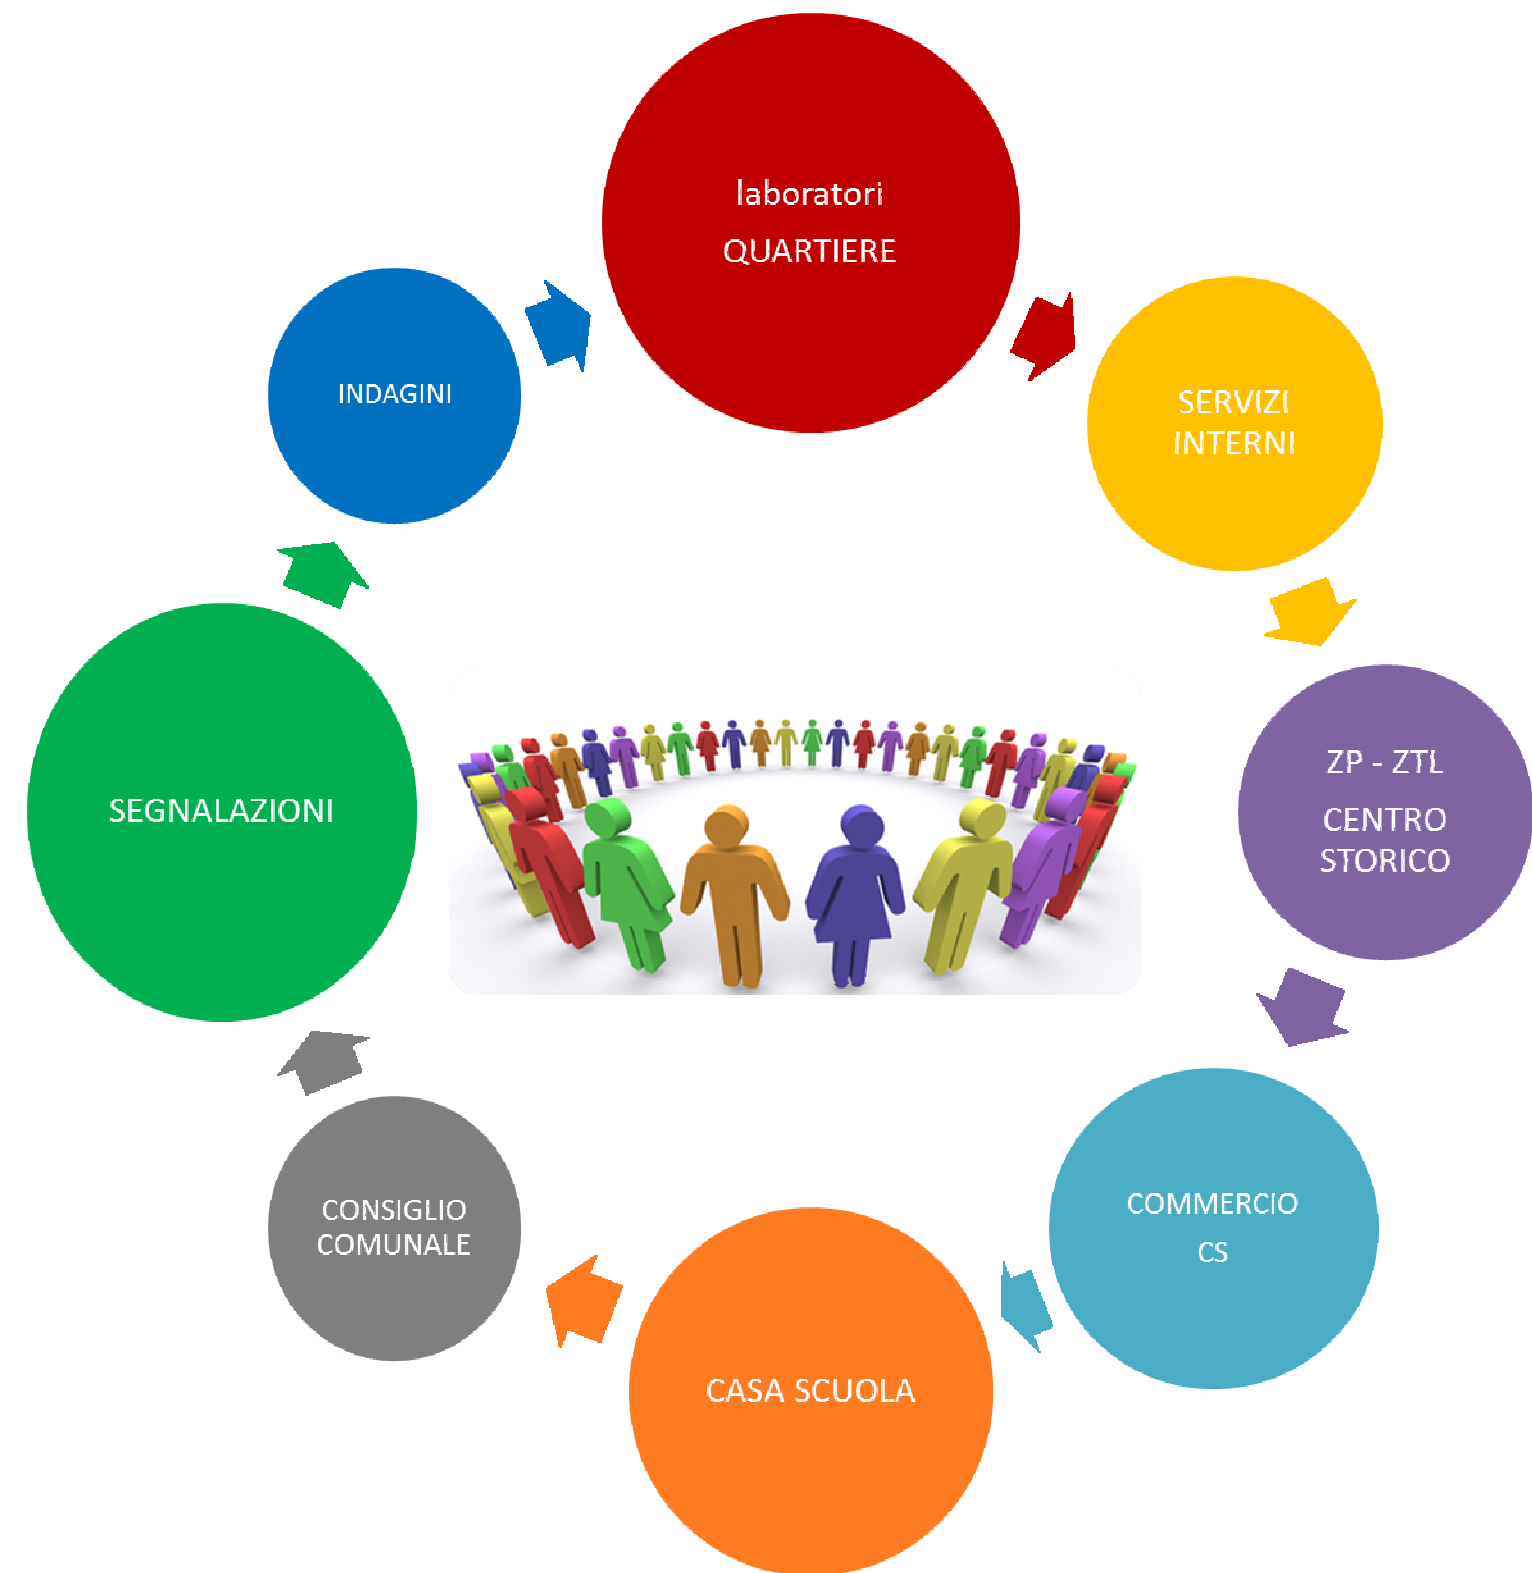 laboratori
QUARTIERE
SERVIZI
INTERNI
ZP - ZTL
CENTRO
STORICO
COMMERCIO
CS
CASA SCUOLA
CONSIGLIO
COMUNALE
SEGNALAZIONI
INDAGINI